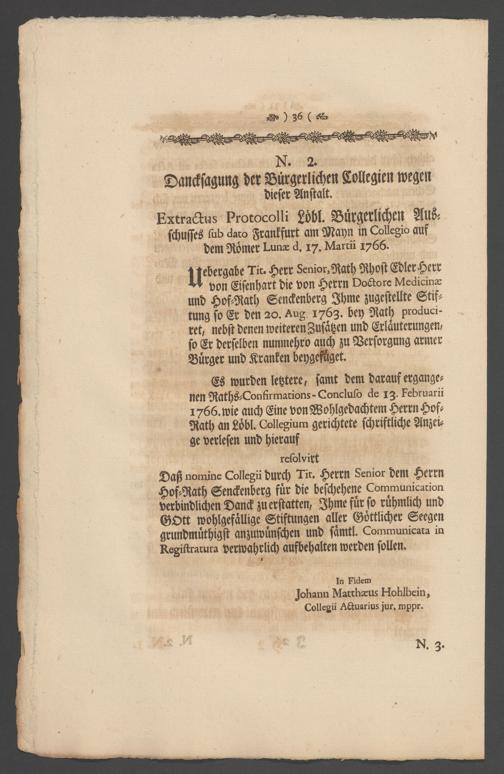 ) 36 (
N. 2.
Dancksagung der Bürgerlichen Collegien wegen
dieser Anstalt.
Extractus Protocolli Löbl. Bürgerlichen Aus-
schusses sub dato Franckfurt am Mayn in Collegio auf
dem Römer Lunæ d. 17. Martii 1766.
Uebergabe Tit. Herr Senior, Rath Rhost Edler Herr
von Eisenhart die von Herrn Doctore Medicinæ
und Hof-Rath Senckenberg Ihme zugestellte Stif-
tung so Er den 20. Aug. 1763. bey Rath produci-
ret, nebst denen weiteren Zusätzen und Erläuterungen,
so Er derselben nunmehro auch zu Versorgung armer
Bürger und Krancken beygefüget.
Es wurden letztere, samt dem darauf ergange-
nen Raths-Confirmations-Concluso de 13. Februarii
1766. wie auch Eine von Wohlgedachtem Herrn Hof-
Rath an Löbl. Collegium gerichtete schriftliche Anzei-
ge verlesen und hierauf
resolvirt
Daß nomine Collegii durch Tit. Herrn Senior dem Herrn
Hof-Rath Senckenberg für die beschehene Communication
verbindlichen Danck zu erstatten, Ihme für so rühmlich und
GOtt wohlgefällige Stiftungen aller Göttlicher Seegen
grundmüthigst anzuwünschen und sämtl. Communicata in
Registratura verwahrlich aufbehalten werden sollen.
In Fidem
Johann Matthæus Hohlbein,
Collegii Actuarius jur. mppr.
N. 3.